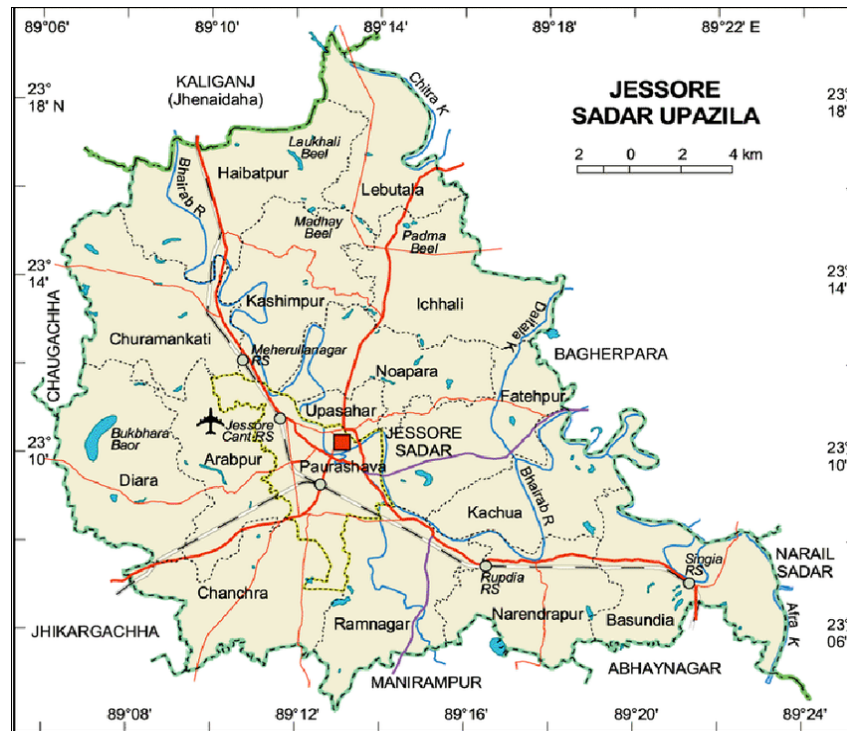 89° 06'
89° 10'
89° 14'
89° 18'
89° 22' E
KALIGANJ
(Jhenaidaha)
JESSORE
SADAR UPAZILA
2 0 2 4 km
23°
18' N
23°
18'
Chitra K
Laukhali
Beel
Haibatpur
Bhairab R
Lebutala
Madhay
Beel
Padma
Beel
23°
14'
23°
14'
Kashimpur
Ichhali
Daitara K
CHAUGACHHA
Churamankati
Meherullanagar
RS
BAGHERPARA
Noapara
Fatehpur
Upasahar
Jessore
Cant RS
JESSORE
SADAR
Bukbhara
Baor
23°
10'
23°
10'
Arabpur
Paurashava
Diara
Bhairab R
Kachua
Singia
RS
NARAIL
SADAR
Rupdia
RS
Chanchra
Narendrapur
Basundia
Afra K
Ramnagar
JHIKARGACHHA
23°
06'
MANIRAMPUR
ABHAYNAGAR
89° 08'
89° 12'
89° 16'
89° 20'
89° 24'